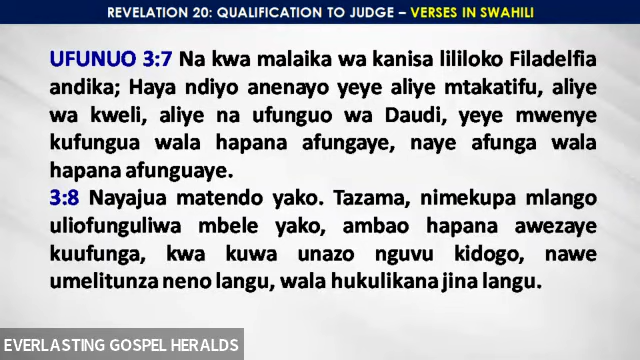 REVELATION 20: QUALIFICATION TO JUDGE – VERSES IN SWAHILI
UFUNUO 3:7 Na kwa malaika wa kanisa lililoko Filadelfia
andika; Haya ndiyo anenayo yeye aliye mtakatifu, aliye
wa kweli, aliye na ufunguo wa Daudi, yeye mwenye
kufungua wala hapana afungaye, naye afunga wala
hapana afunguaye.
3:8 Nayajua matendo yako. Tazama, nimekupa mlango
uliofunguliwa mbele yako, ambao hapana awezaye
kuufunga, kwa kuwa unazo nguvu kidogo, nawe
umelitunza neno langu, wala hukulikana jina langu.
EVERLASTING GOSPEL HERALDS